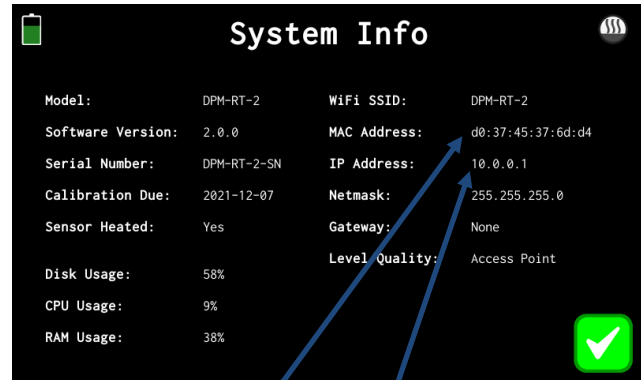 System Info
Model: DPM-RT-2 WiFi SSID: DPM-RT-2
Software Version: 2.0.0 MAC Address: d0:37:45:37:6d:d4
Serial Number: DPM-RT-2-SN IP Address: 10.0.0.1
Calibration Due: 2021-12-07 Netmask: 255.255.255.0
Sensor Heated: Yes Gateway: None
Level Quality: Access Point
Disk Usage: 58%
CPU Usage: 9%
RAM Usage: 38%